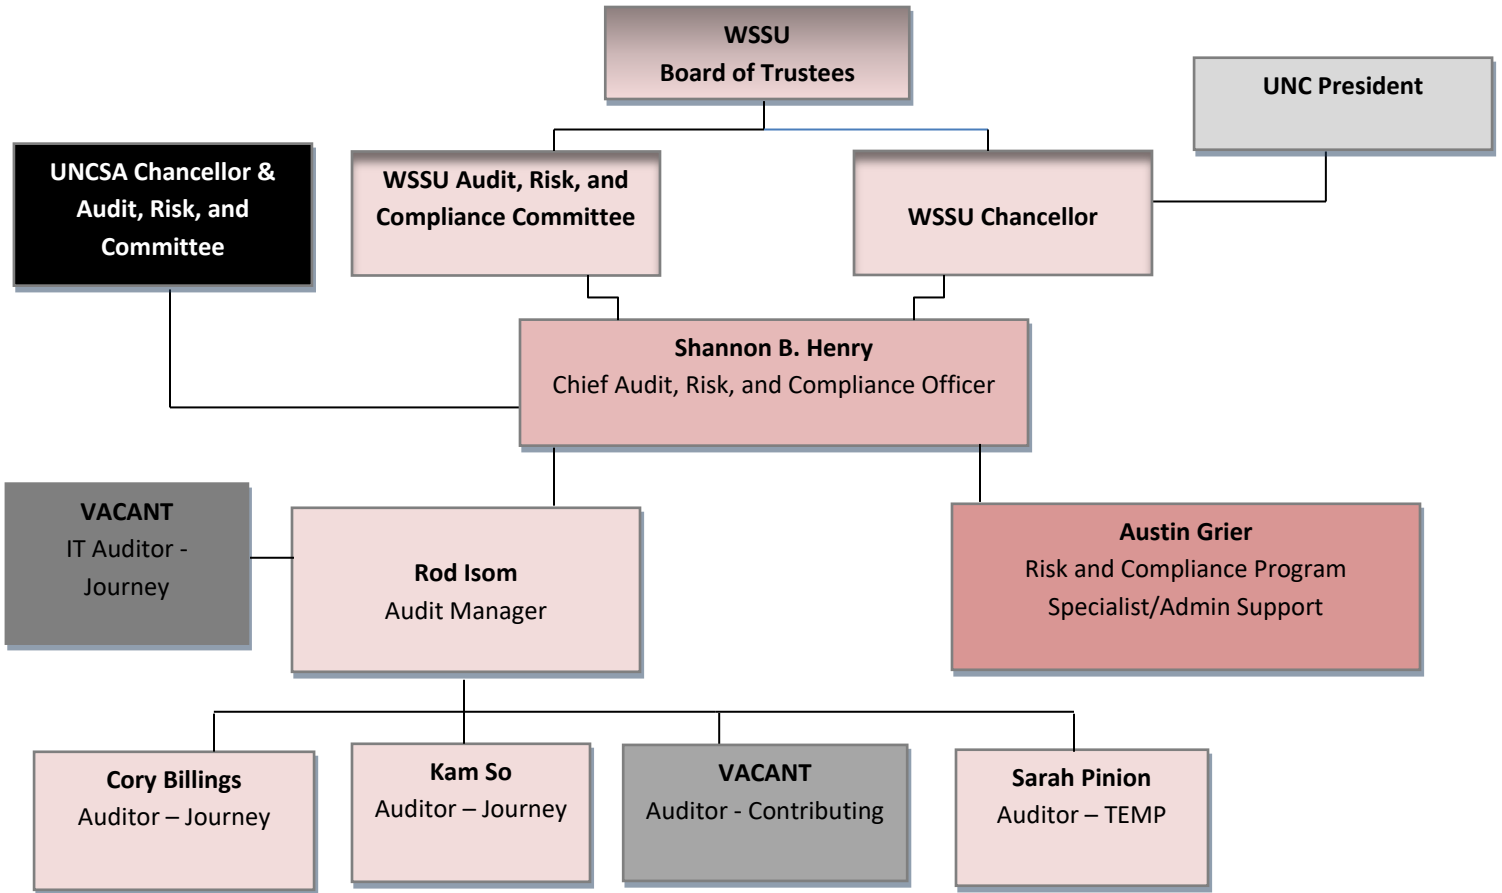 WSSU
Board of Trustees
UNC President
UNCSA Chancellor &
Audit, Risk, and
Committee
WSSU Audit, Risk, and
Compliance Committee
WSSU Chancellor
Shannon B. Henry
Chief Audit, Risk, and Compliance Officer
VACANT
IT Auditor -
Journey
Rod Isom
Audit Manager
Austin Grier
Risk and Compliance Program
Specialist/Admin Support
Cory Billings
Auditor – Journey
Kam So
Auditor – Journey
VACANT
Auditor - Contributing
Sarah Pinion
Auditor – TEMP